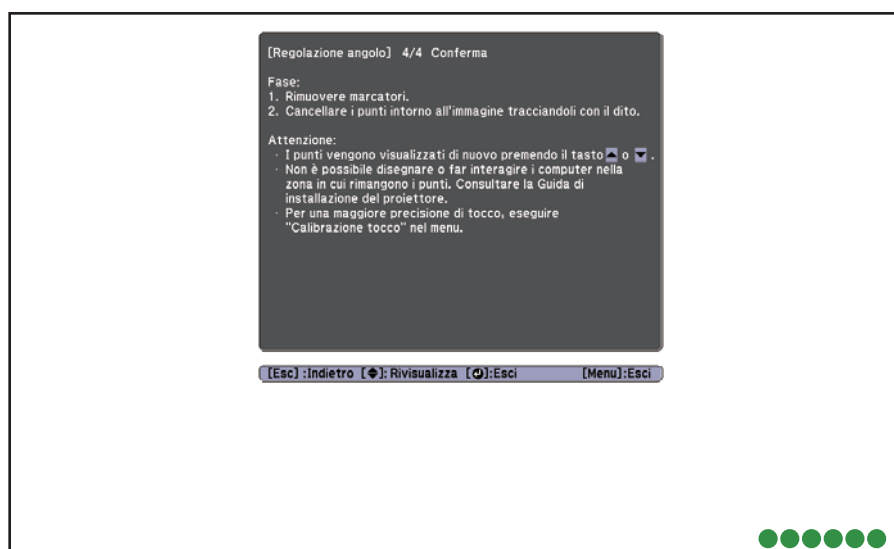 [Regolazione angolo] 4/4 Conferma
Fase:
1. Rimuovere marcatori.
2. Cancellare i punti intorno all'immagine tracciandoli con il dito.
Attenzione:
· I punti vengono visualizzati di nuovo premendo il tasto ▲ o ▼ .
· Non è possibile disegnare o far interagire i computer nella
zona in cui rimangono i punti. Consultare la Guida di
installazione del proiettore.
· Per una maggiore precisione di tocco, eseguire
"Calibrazione tocco" nel menu.
[Esc] :Indietro [◆]: Rivisualizza [⏎]:Esci [Menu]:Esci